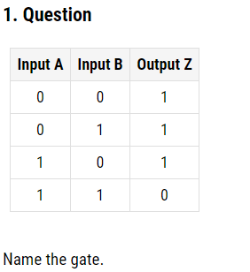 1. Question
Input A Input B Output Z
0 0 1
0 1 1
1 0 1
1 1 0
Name the gate.